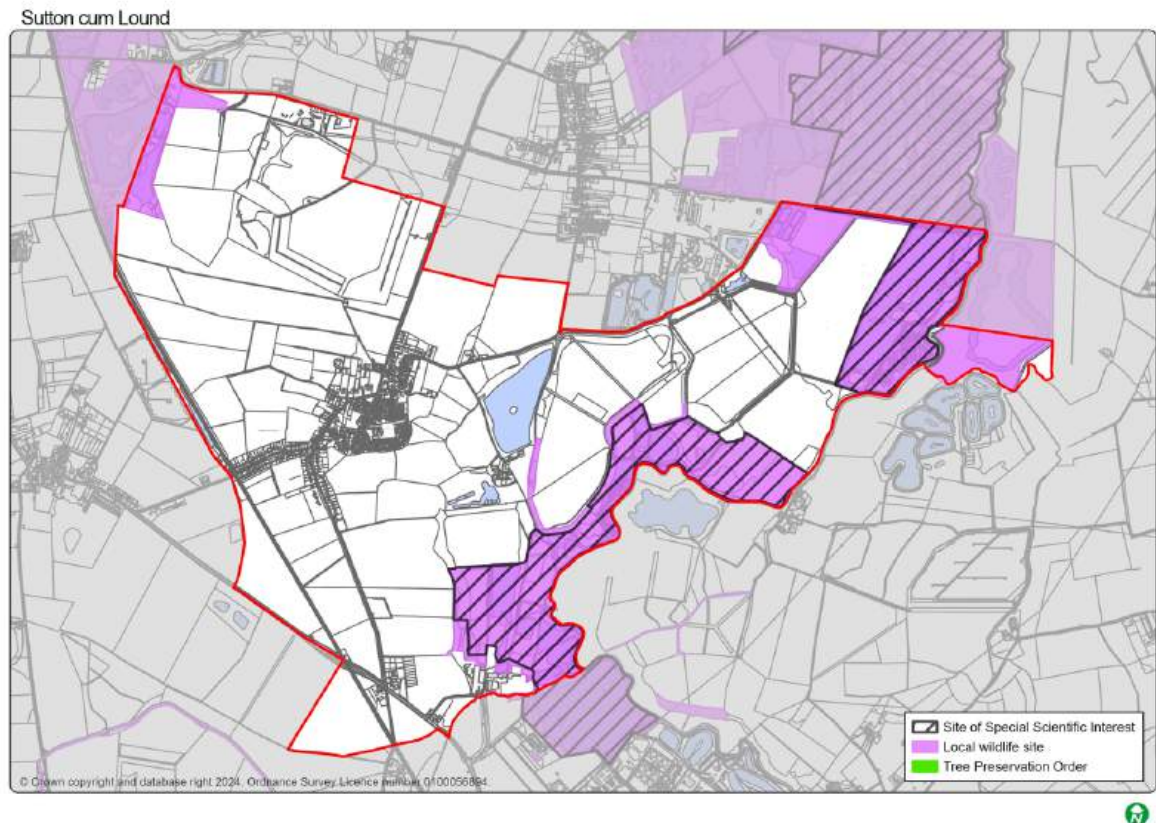 Sutton cum Lound
Site of Special Scientific Interest
Local wildlife site
Tree Preservation Order
© Crown copyright and database right 2024. Ordnance Survey Licence number 0100056894.
N